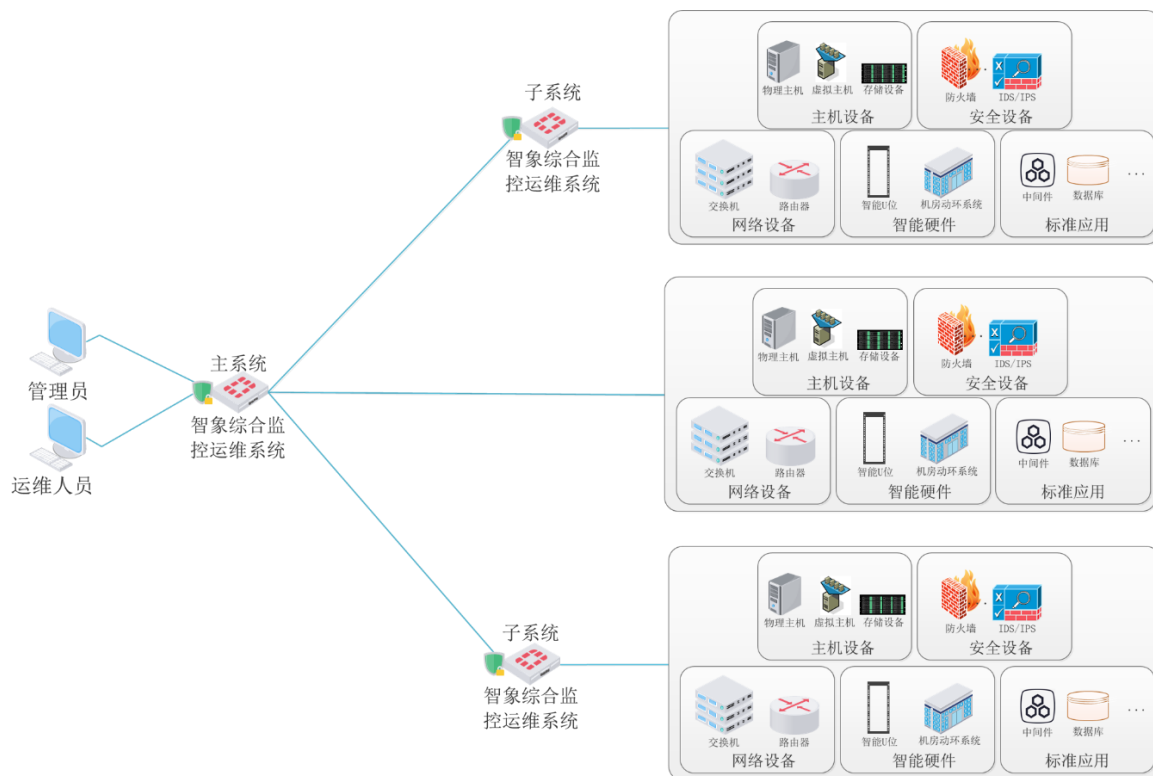 管理员
运维人员
主系统
智象综合监
控运维系统
子系统
智象综合监
控运维系统
物理主机 虚拟主机 存储设备
主机设备
防火墙 IDS/IPS
安全设备
交换机 路由器
网络设备
智能U位 机房动环系统
智能硬件
中间件 数据库 ...
标准应用
物理主机 虚拟主机 存储设备
主机设备
防火墙 IDS/IPS
安全设备
交换机 路由器
网络设备
智能U位 机房动环系统
智能硬件
中间件 数据库 ...
标准应用
子系统
智象综合监
控运维系统
物理主机 虚拟主机 存储设备
主机设备
防火墙 IDS/IPS
安全设备
交换机 路由器
网络设备
智能U位 机房动环系统
智能硬件
中间件 数据库 ...
标准应用